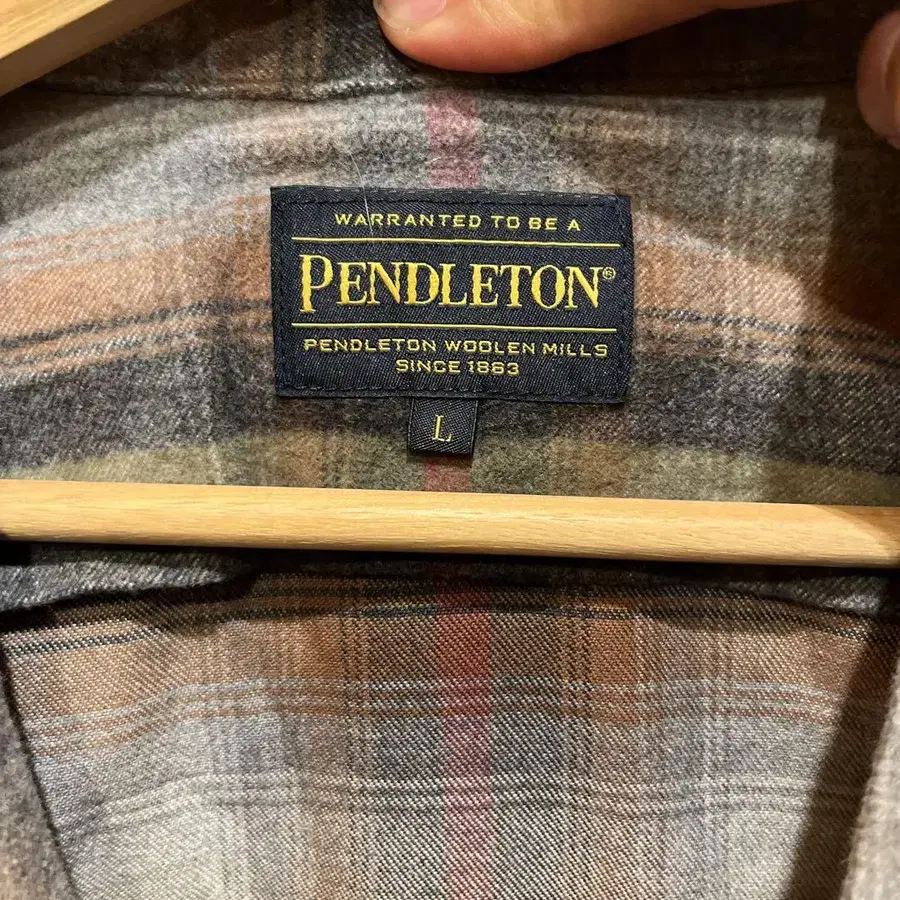 WARRANTED TO BE A
PENDLETON®
PENDLETON WOOLEN MILLS
SINCE 1863
L